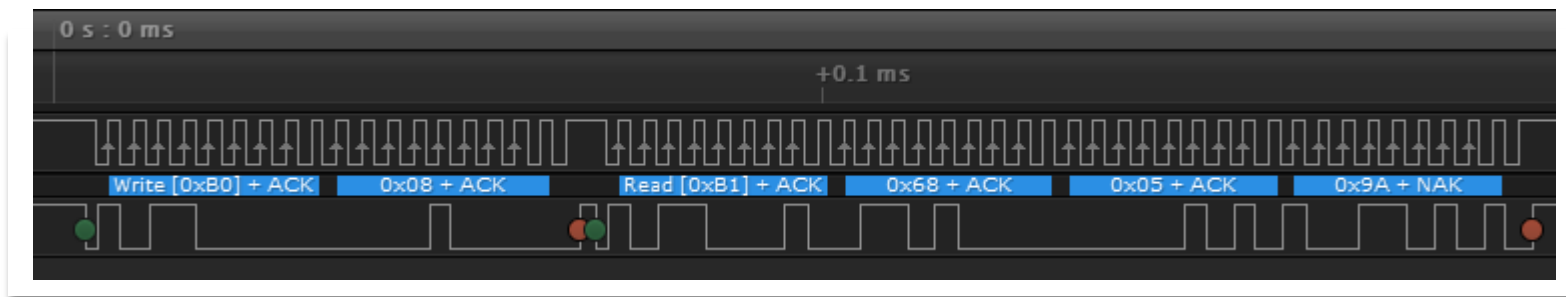 0 s : 0 ms
+0.1 ms
Write [0xB0] + ACK 0x08 + ACK Read [0xB1] + ACK 0x68 + ACK 0x05 + ACK 0x9A + NAK